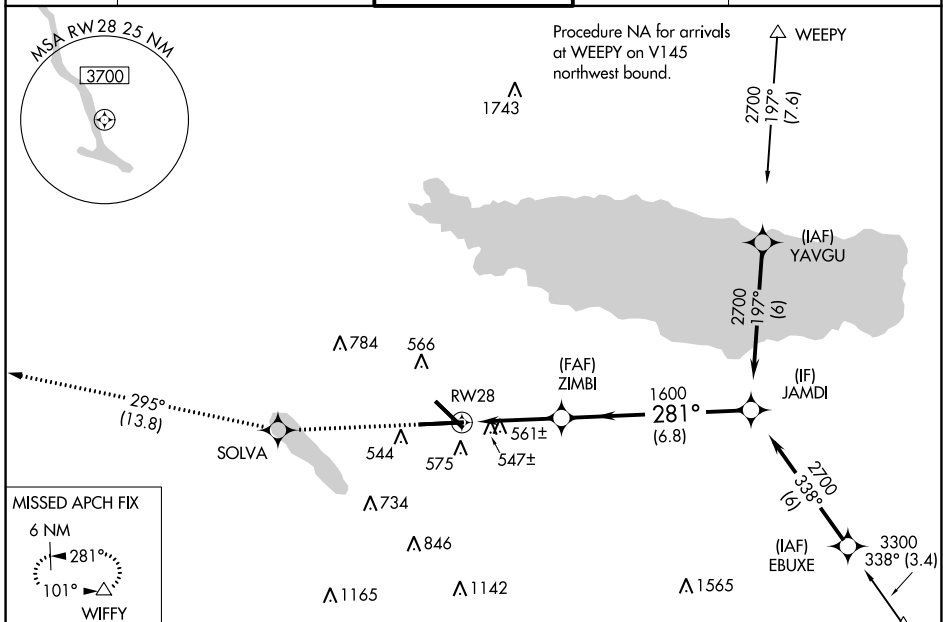 MSA RW28 25 NM
3700
Procedure NA for arrivals
at WEEPY on V145
northwest bound.
WEEPY
2700
197°
(7.6)
1743
(IAF)
YAVGU
2700
197°
(6)
784
566
(FAF)
ZIMBI
RW28
1600
281°
(6.8)
(IF)
JAMDI
295°
(13.8)
SOLVA
544
575
561±
547±
2700
338°
(6)
734
846
(IAF)
EBUXE
3300
338° (3.4)
1165
1142
1565
MISSED APCH FIX
6 NM
281°
101°
WIFFY